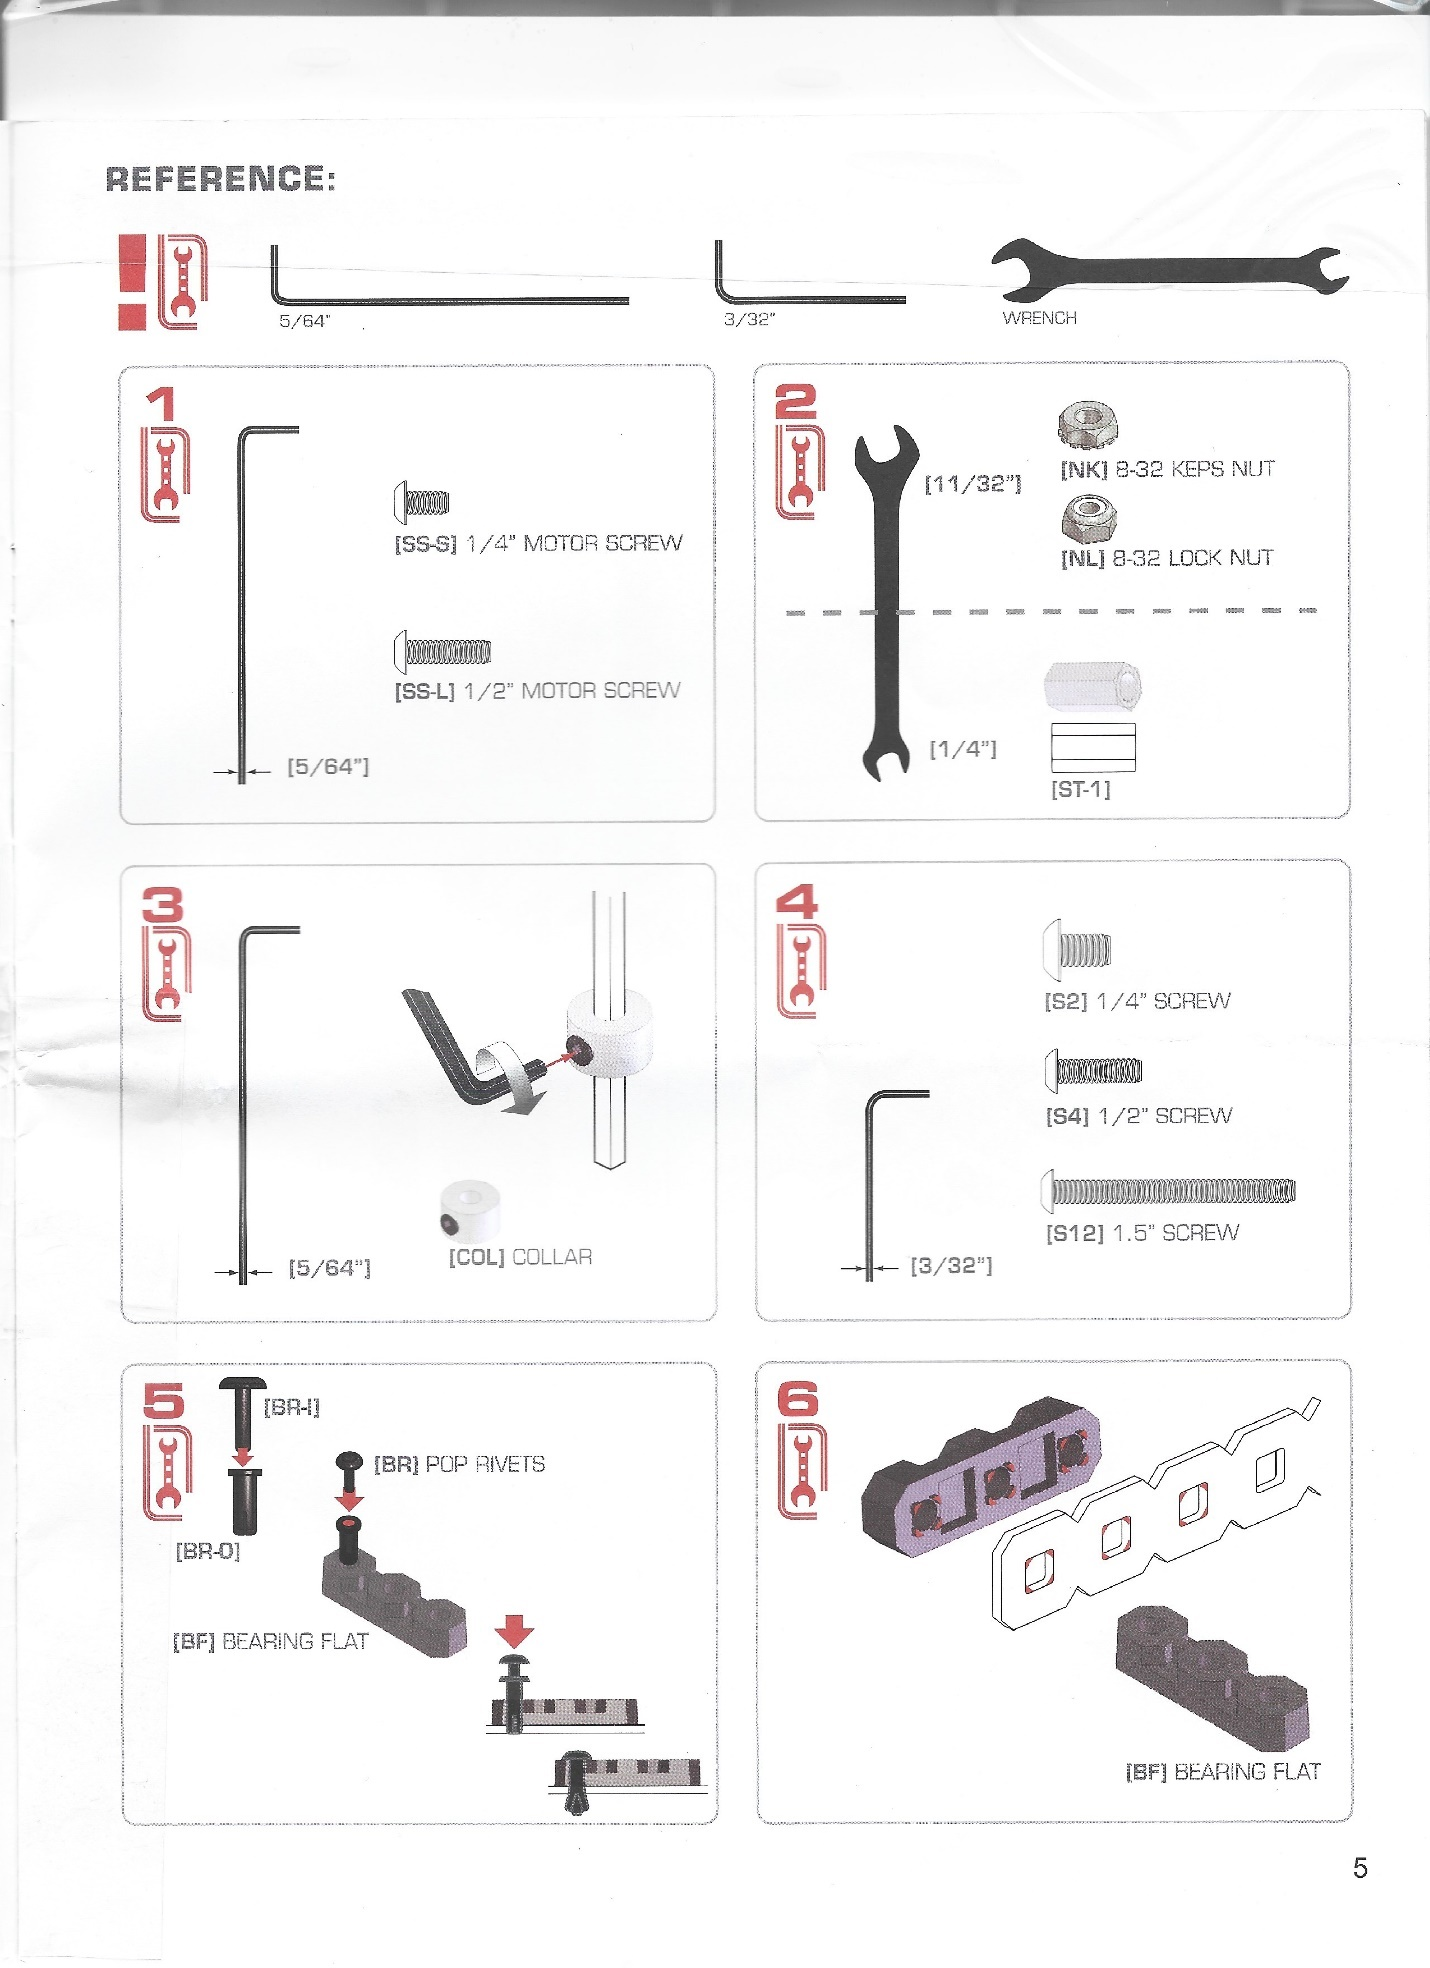 REFERENCE:
5/64"
3/32"
WRENCH
1
[SS-S] 1/4" MOTOR SCREW
[SS-L] 1/2" MOTOR SCREW
[5/64"]
2
[11/32"]
[NK] 8-32 KEPS NUT
[NL] 8-32 LOCK NUT
[1/4"]
[ST-1]
3
[COL] COLLAR
[5/64"]
4
[S2] 1/4" SCREW
[S4] 1/2" SCREW
[S12] 1.5" SCREW
[3/32"]
5
[BR-I]
[BR] POP RIVETS
[BR-O]
[BF] BEARING FLAT
6
[BF] BEARING FLAT
5